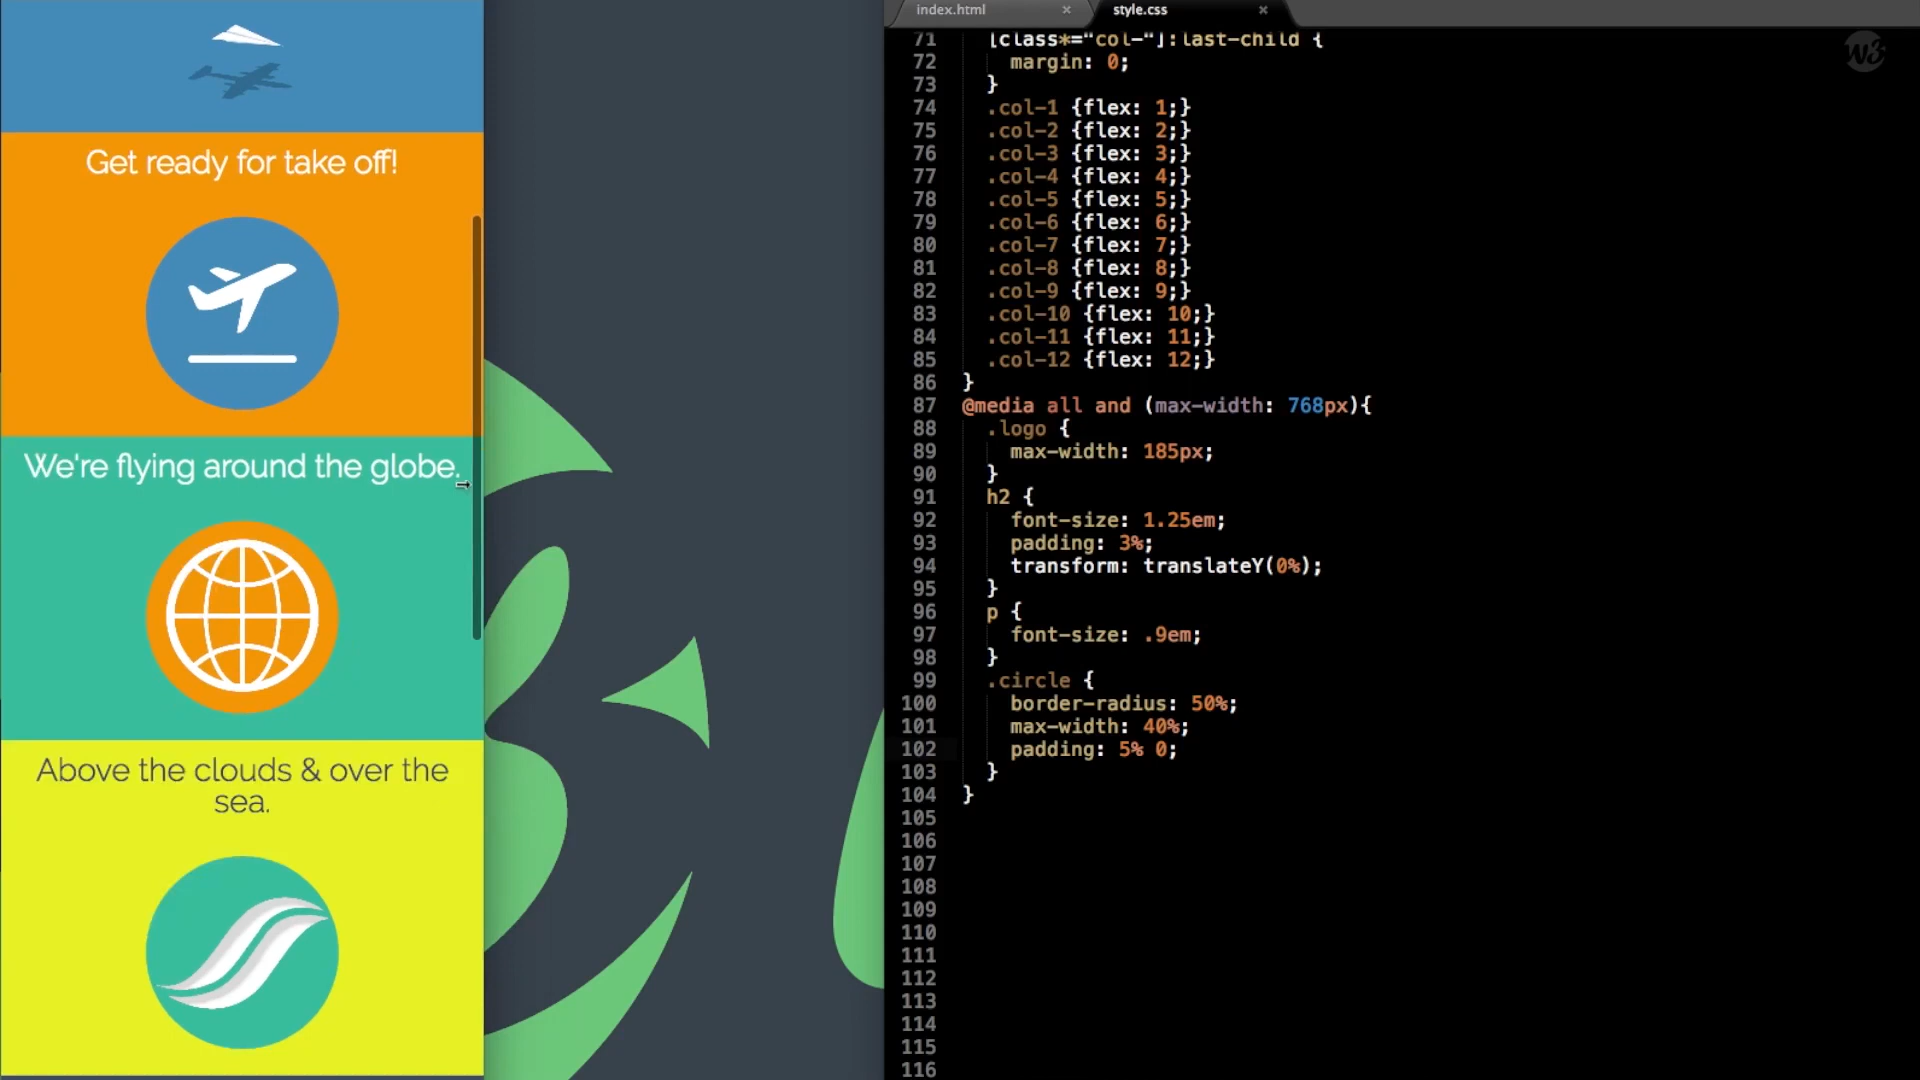 Get ready for take off!
We're flying around the globe.
Above the clouds & over the
sea.
index.html ×
style.css ×
W3
71 [class*="col-"]:last-child {
72 margin: 0;
73 }
74 .col-1 {flex: 1;}
75 .col-2 {flex: 2;}
76 .col-3 {flex: 3;}
77 .col-4 {flex: 4;}
78 .col-5 {flex: 5;}
79 .col-6 {flex: 6;}
80 .col-7 {flex: 7;}
81 .col-8 {flex: 8;}
82 .col-9 {flex: 9;}
83 .col-10 {flex: 10;}
84 .col-11 {flex: 11;}
85 .col-12 {flex: 12;}
86 }
87 @media all and (max-width: 768px){
88 .logo {
89 max-width: 185px;
90 }
91 h2 {
92 font-size: 1.25em;
93 padding: 3%;
94 transform: translateY(0%);
95 }
96 p {
97 font-size: .9em;
98 }
99 .circle {
100 border-radius: 50%;
101 max-width: 40%;
102 padding: 5% 0;
103 }
104 }
105
106
107
108
109
110
111
112
113
114
115
116